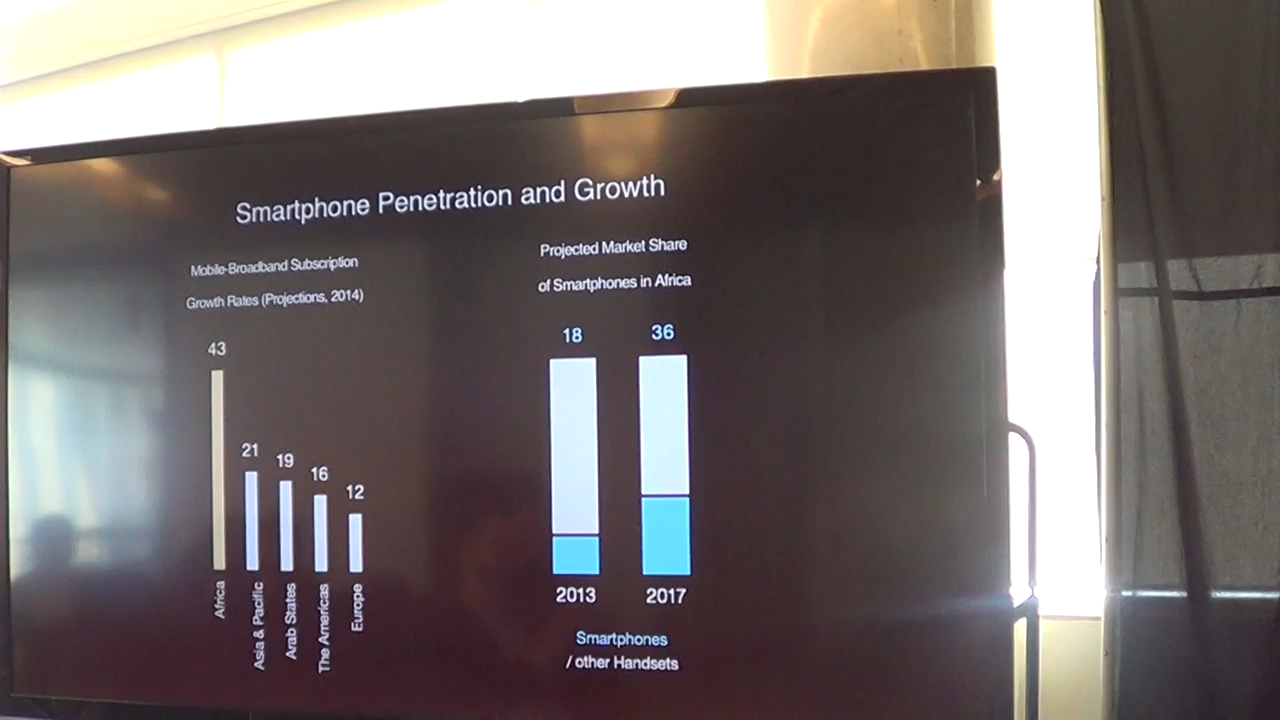 Smartphone Penetration and Growth
Mobile-Broadband Subscription
Growth Rates (Projections, 2014)
43
21
19
16
12
Africa
Asia & Pacific
Arab States
The Americas
Europe
Projected Market Share
of Smartphones in Africa
18
36
2013
2017
Smartphones
/ other Handsets